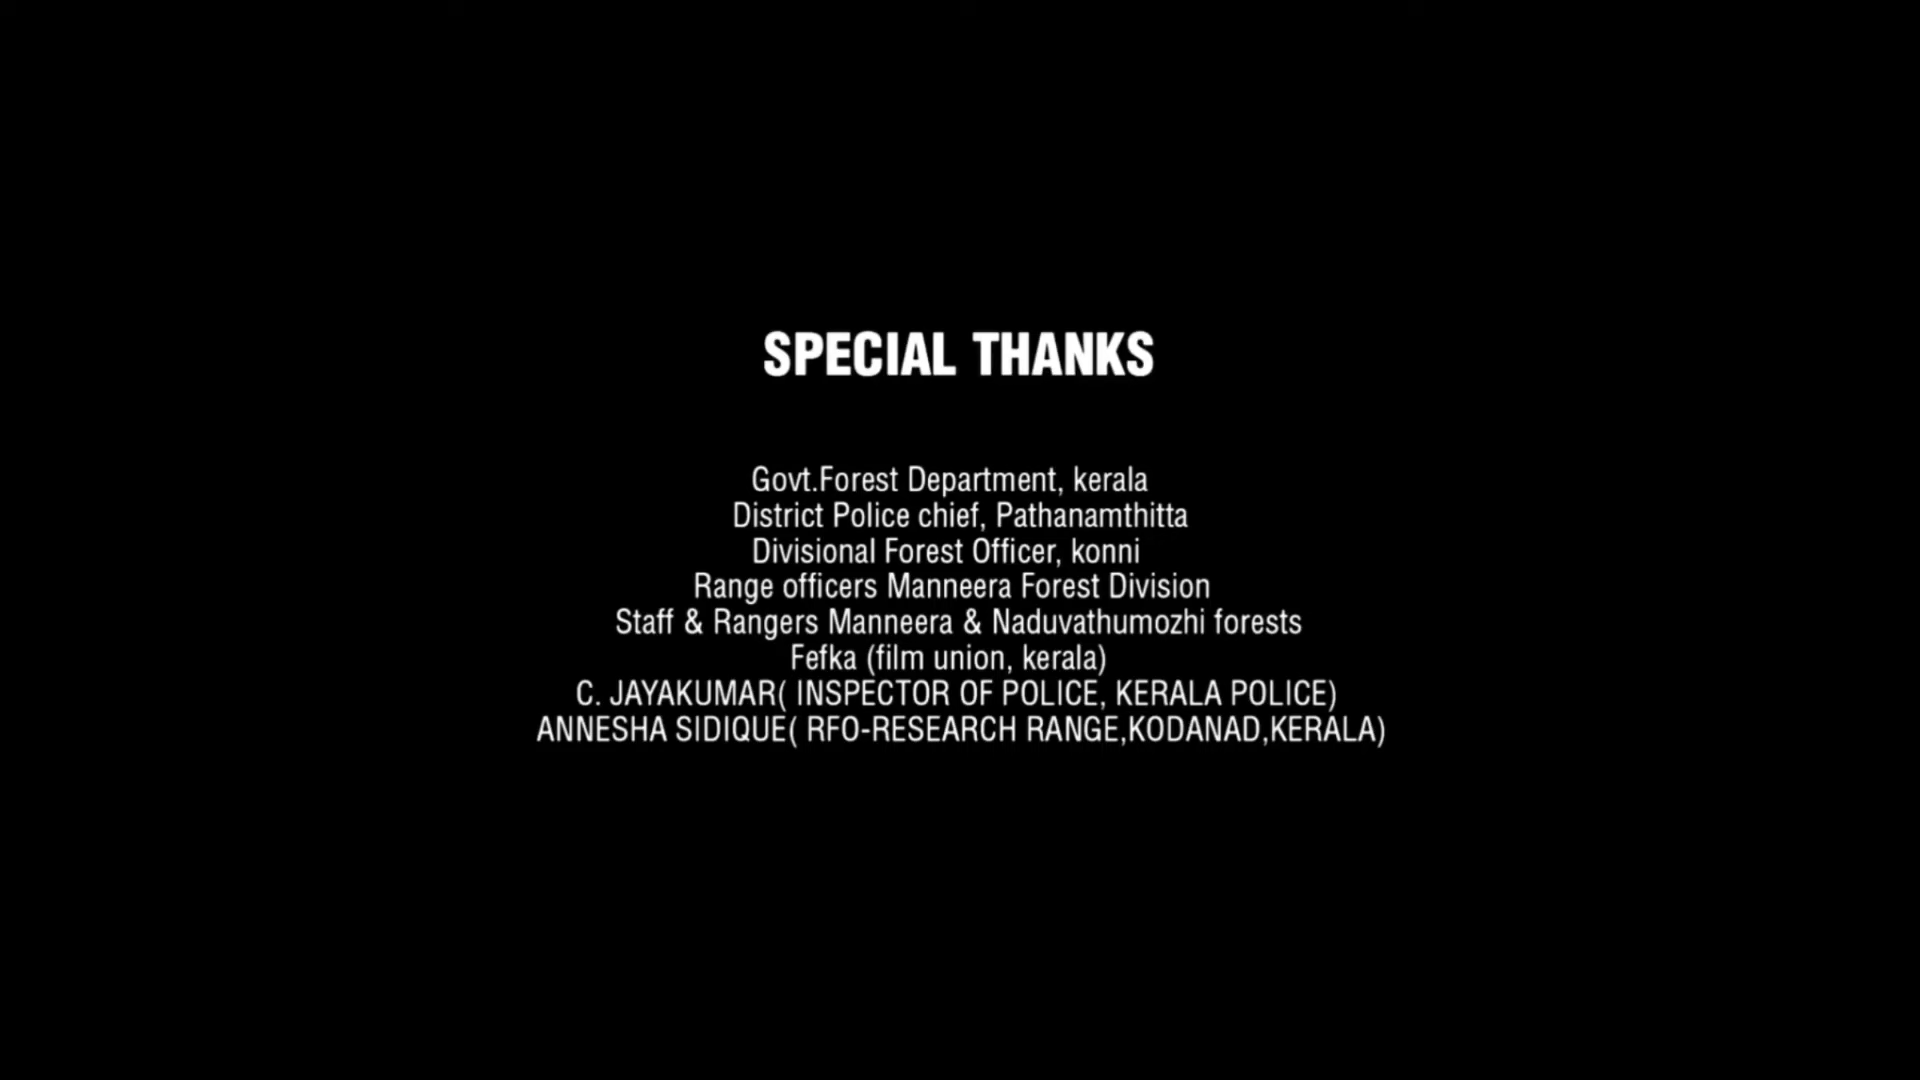 SPECIAL THANKS
Govt.Forest Department, kerala
District Police chief, Pathanamthitta
Divisional Forest Officer, konni
Range officers Manneera Forest Division
Staff & Rangers Manneera & Naduvathumozhi forests
Fefka (film union, kerala)
C. JAYAKUMAR( INSPECTOR OF POLICE, KERALA POLICE)
ANNESHA SIDIQUE( RFO-RESEARCH RANGE,KODANAD,KERALA)